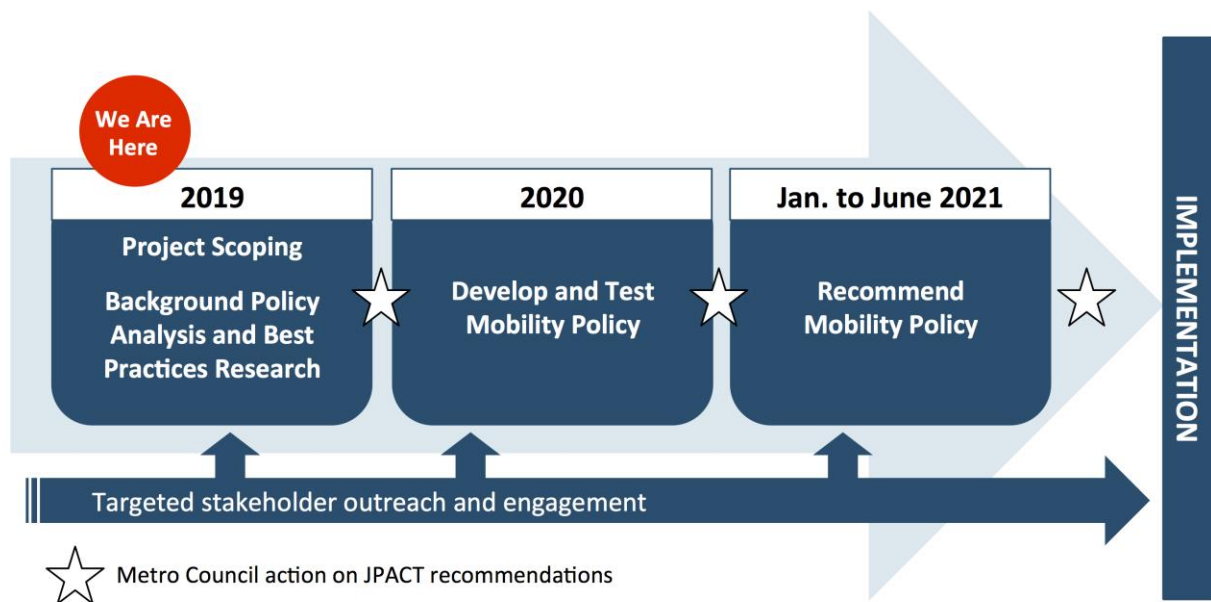 We Are
Here
2019
Project Scoping
Background Policy
Analysis and Best
Practices Research
2020
Develop and Test
Mobility Policy
Jan. to June 2021
Recommend
Mobility Policy
IMPLEMENTATION
Targeted stakeholder outreach and engagement
Metro Council action on JPACT recommendations